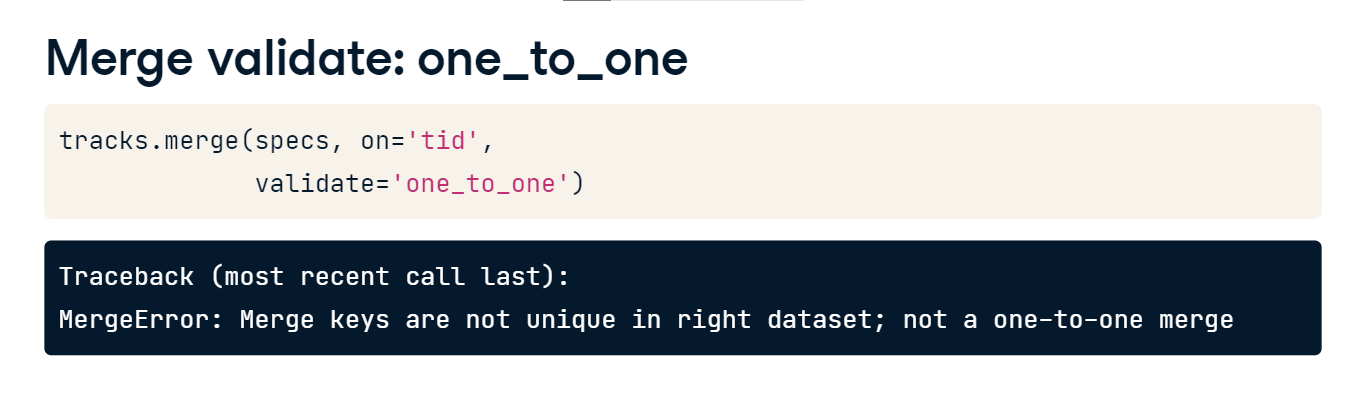 Merge validate: one_to_one
tracks.merge(specs, on='tid',
             validate='one_to_one')
Traceback (most recent call last):
MergeError: Merge keys are not unique in right dataset; not a one-to-one merge